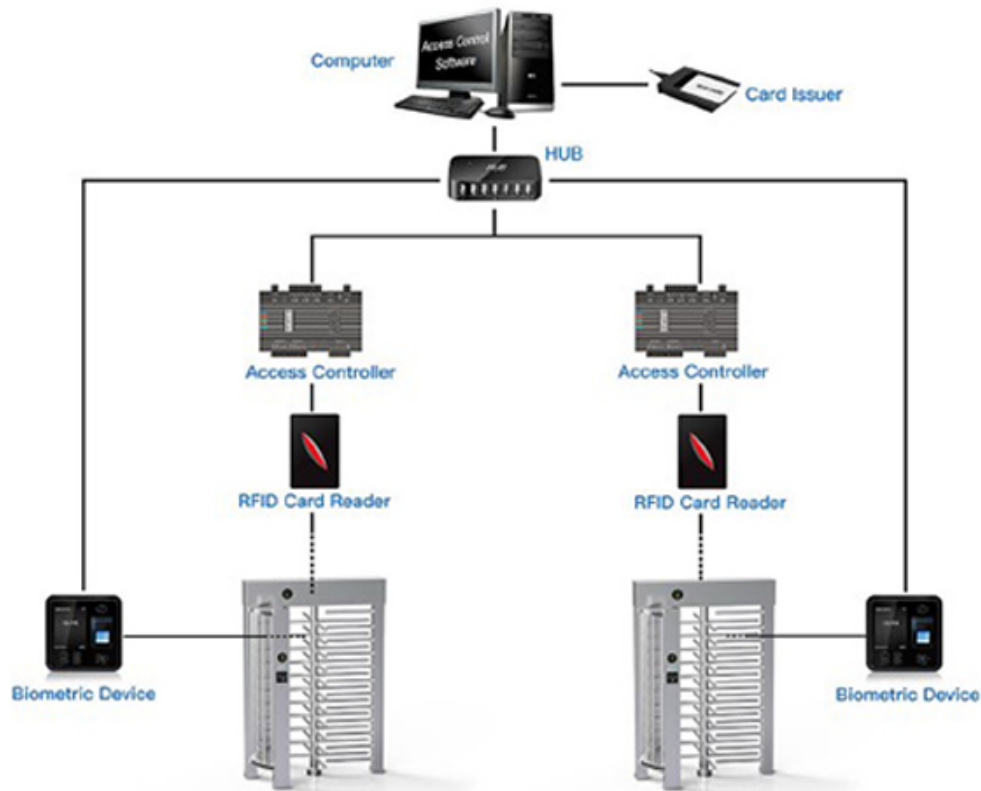 Access Control
Software
Computer
Card Issuer
HUB
Access Controller
Access Controller
RFID Card Reader
RFID Card Reader
Biometric Device
Biometric Device